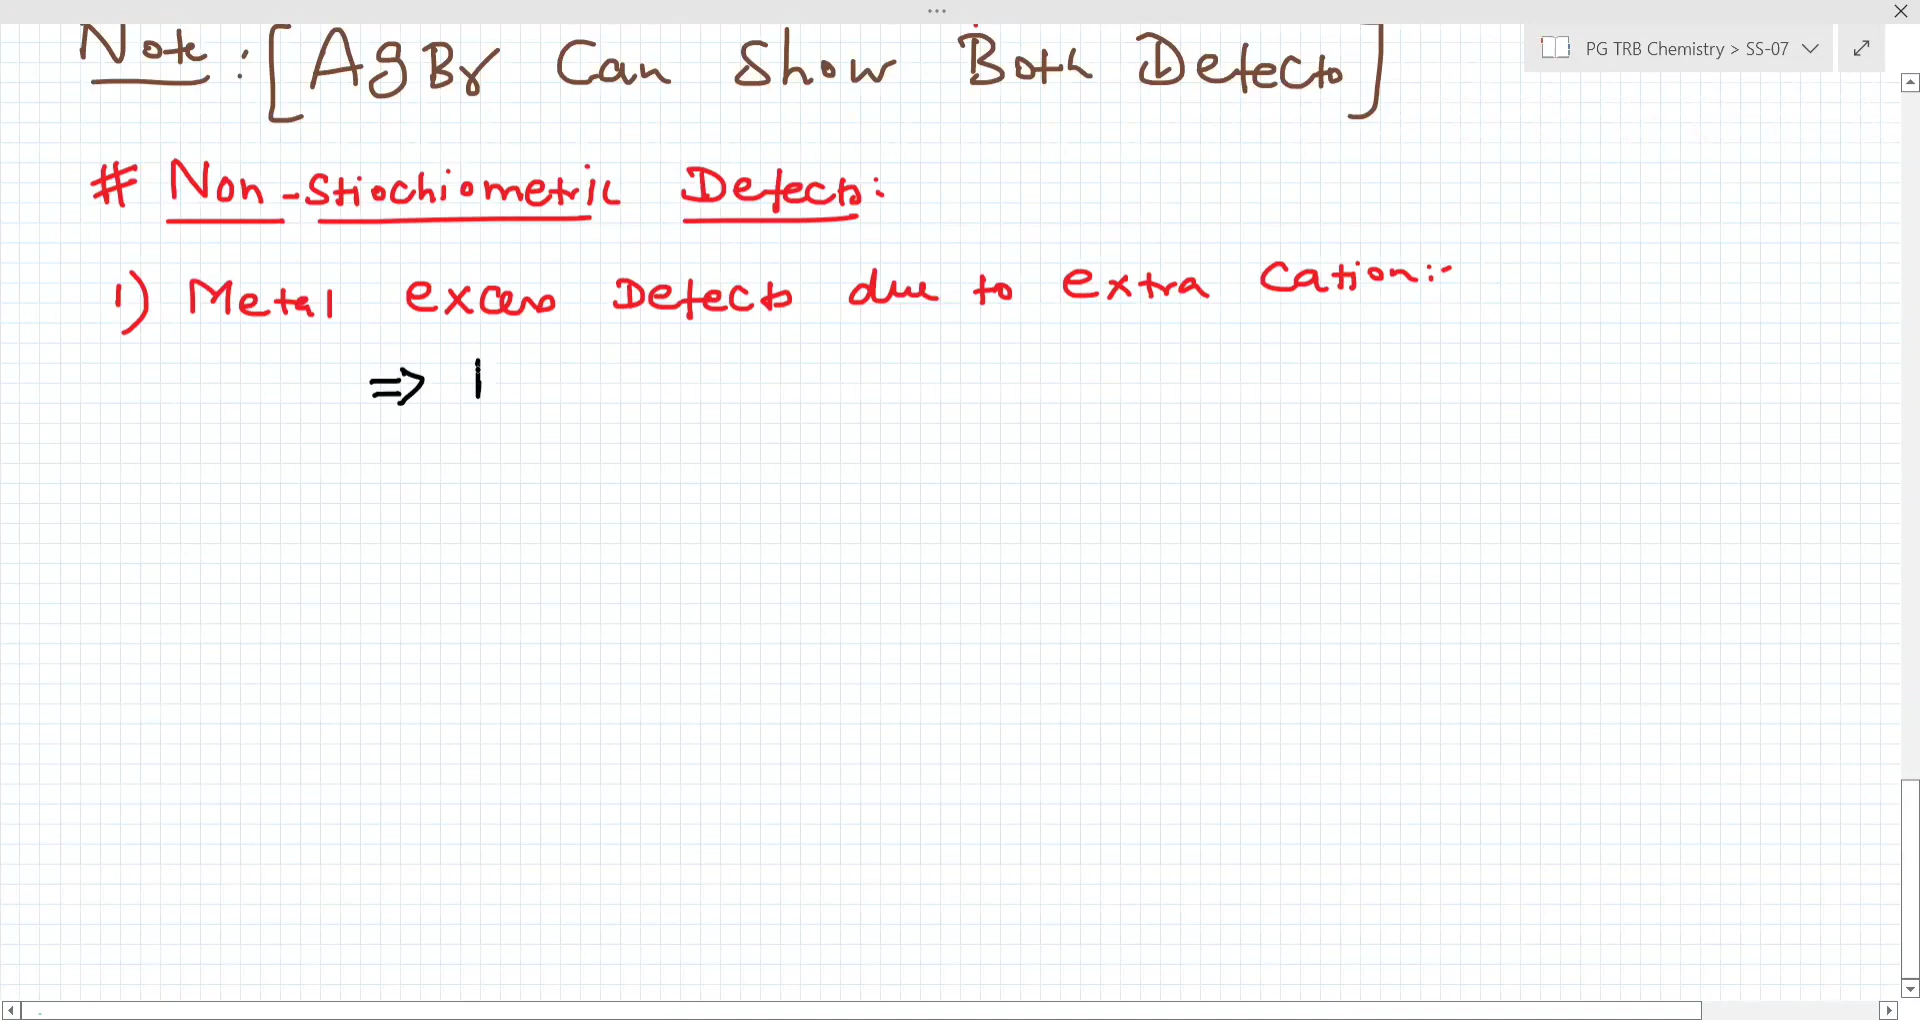 PG TRB Chemistry > SS-07
Note : [AgBr Can Show Both Defects]
# Non-Stiochiometric Defects:
1) Metal excess Defects due to extra Cation:-
⇒ I